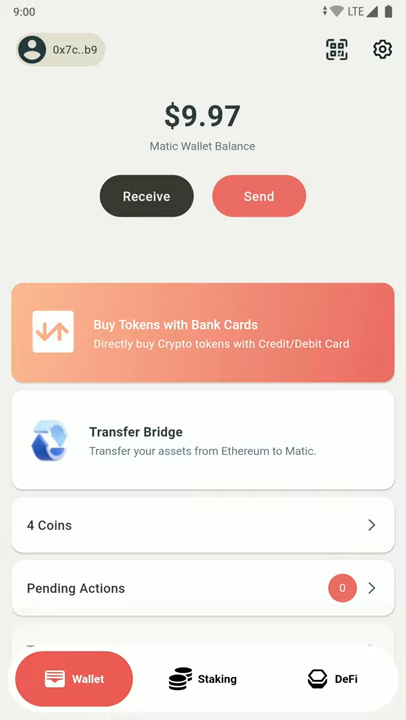 9:00
LTE
0x7c..b9
$9.97
Matic Wallet Balance
Receive
Send
Buy Tokens with Bank Cards
Directly buy Crypto tokens with Credit/Debit Card
Transfer Bridge
Transfer your assets from Ethereum to Matic.
4 Coins
Pending Actions
0
Wallet
Staking
DeFi